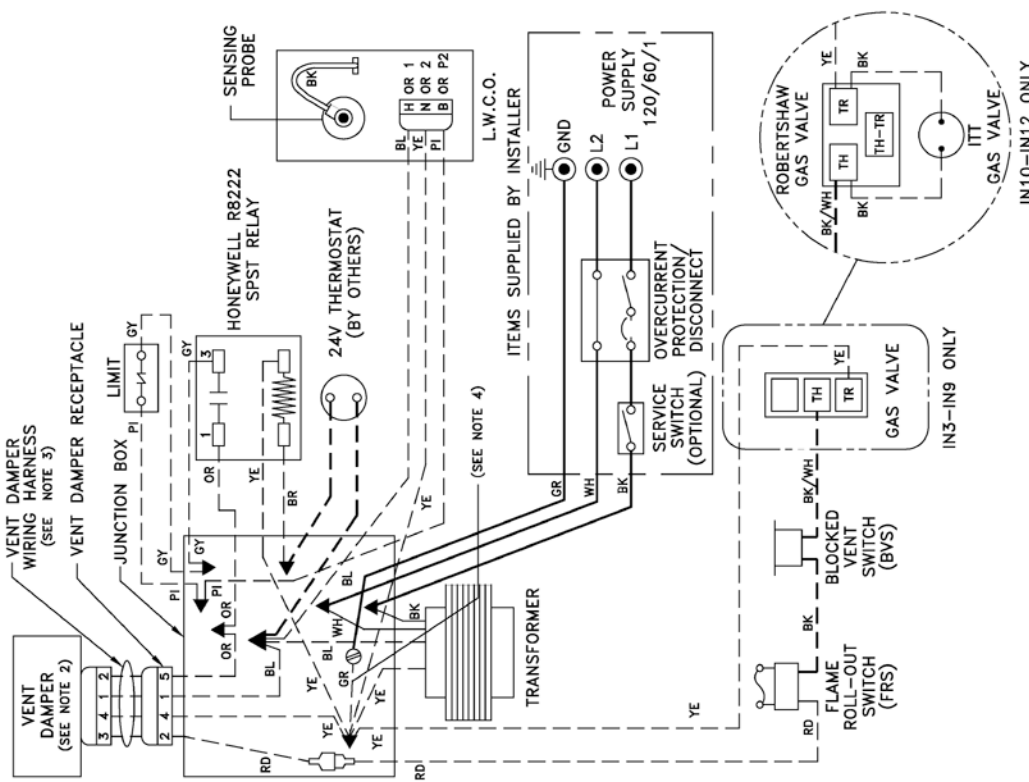 VENT DAMPER
WIRING HARNESS
(SEE NOTE 3)
VENT DAMPER RECEPTACLE
JUNCTION BOX
VENT
DAMPER
(SEE NOTE 2)
3 4 1 2
2 4 1 5
LIMIT
GY
PI
GY
HONEYWELL R8222
SPST RELAY
1
3
GY
OR
YE
BR
24V THERMOSTAT
(BY OTHERS)
SENSING
PROBE
BK
H OR 1
N OR 2
B OR P2
BL
YE
PI
L.W.C.O.
PI
GY
GY
PI
OR
OR
BL
BL
YE
WH
BL
BK
GR
YE
YE
YE
YE
RD
RD
(SEE NOTE 4)
TRANSFORMER
ITEMS SUPPLIED BY INSTALLER
GND
L2
L1
POWER
SUPPLY
120/60/1
OVERCURRENT
PROTECTION/
DISCONNECT
SERVICE
SWITCH
(OPTIONAL)
GR
WH
BK
YE
RD
FLAME
ROLL-OUT
SWITCH
(FRS)
BK
BLOCKED
VENT
SWITCH
(BVS)
BK/WH
TH
TR
YE
GAS VALVE
IN3-IN9 ONLY
ROBERTSHAW
GAS VALVE
BK/WH
TH
TR
TH-TR
YE
BK
BK
ITT
GAS VALVE
IN10-IN12 ONLY